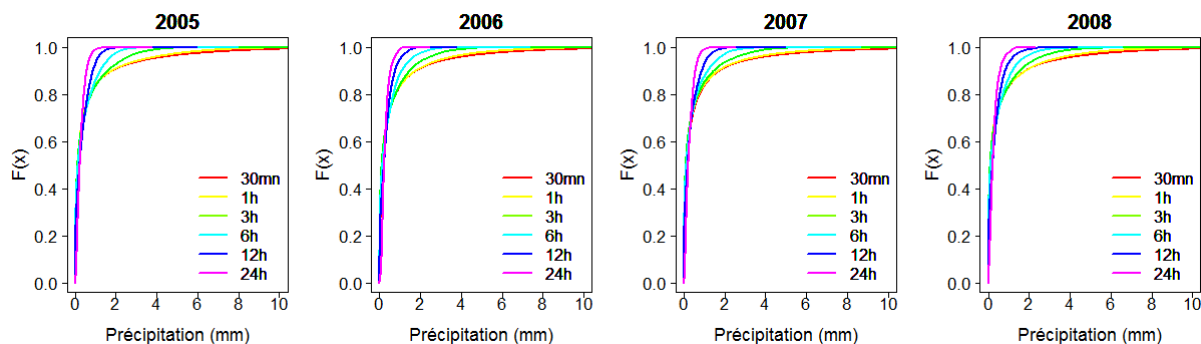 2005
F(x)
1.0
0.8
0.6
0.4
0.2
0.0
30mn
1h
3h
6h
12h
24h
0 2 4 6 8 10
Précipitation (mm)
2006
F(x)
1.0
0.8
0.6
0.4
0.2
0.0
30mn
1h
3h
6h
12h
24h
0 2 4 6 8 10
Précipitation (mm)
2007
F(x)
1.0
0.8
0.6
0.4
0.2
0.0
30mn
1h
3h
6h
12h
24h
0 2 4 6 8 10
Précipitation (mm)
2008
F(x)
1.0
0.8
0.6
0.4
0.2
0.0
30mn
1h
3h
6h
12h
24h
0 2 4 6 8 10
Précipitation (mm)